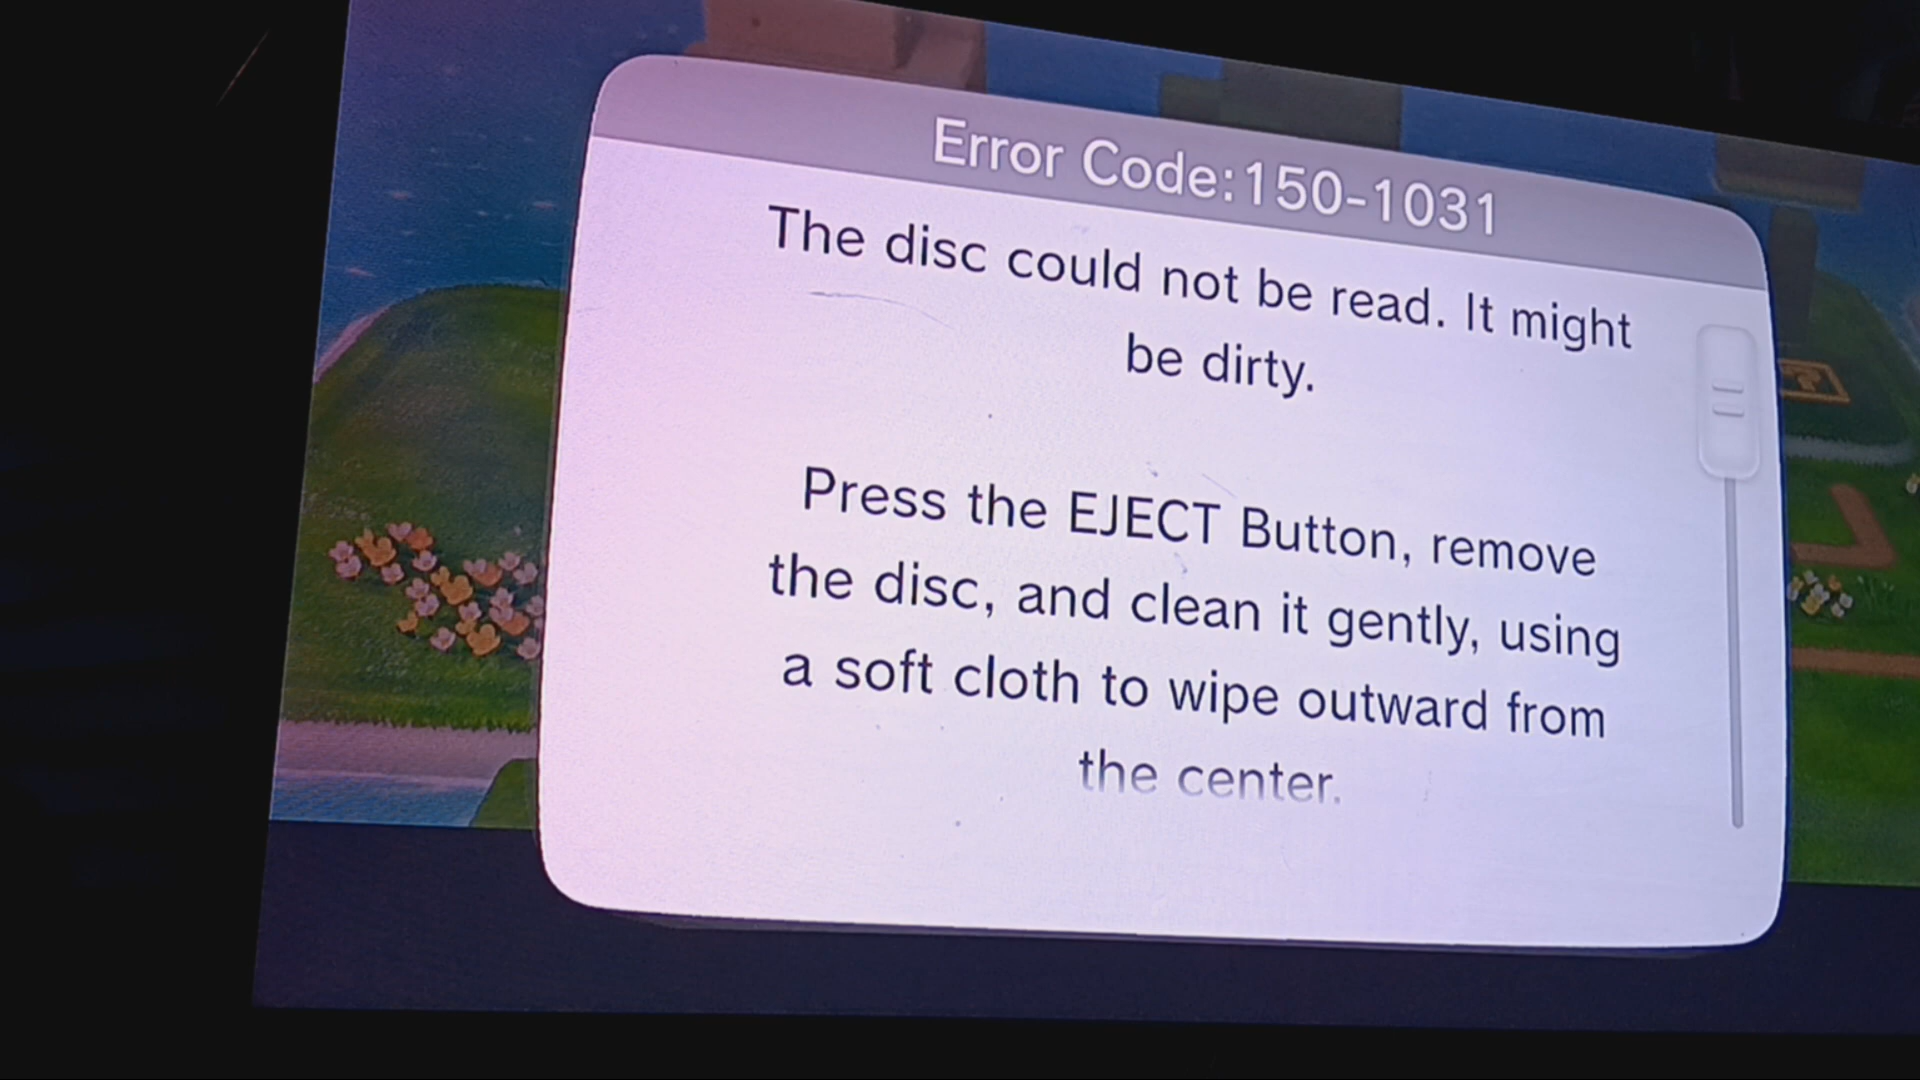 Error Code:150-1031
The disc could not be read. It might
be dirty.
Press the EJECT Button, remove
the disc, and clean it gently, using
a soft cloth to wipe outward from
the center.